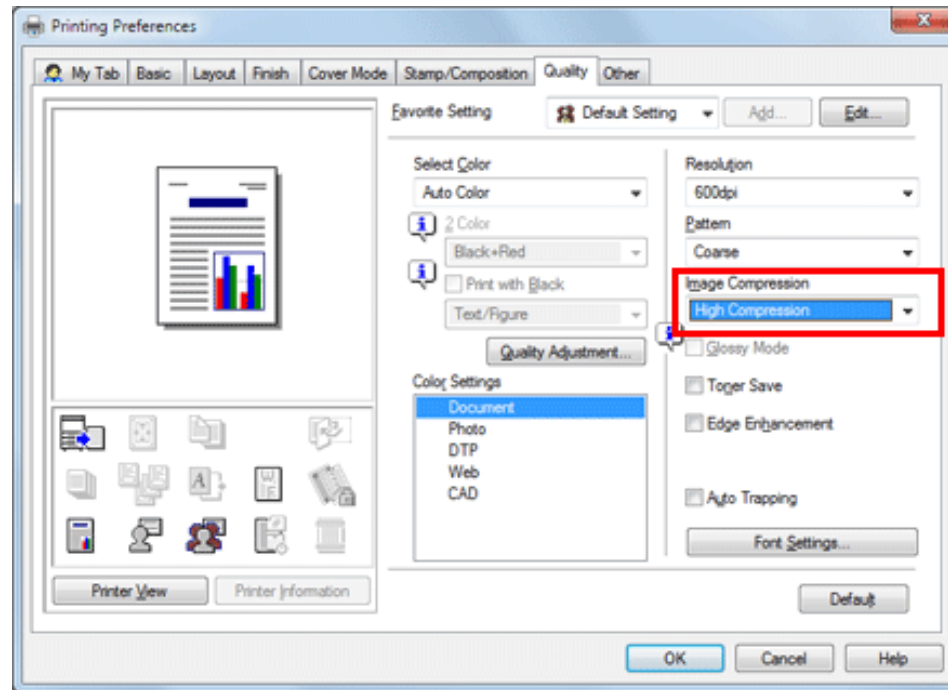 Printing Preferences
My Tab Basic Layout Finish Cover Mode Stamp/Composition Quality Other
Favorite Setting Default Setting Add... Edit...
Select Color
Auto Color
2 Color
Black+Red
Print with Black
Text/Figure
Quality Adjustment...
Color Settings
Document
Photo
DTP
Web
CAD
Resolution
600dpi
Pattern
Coarse
Image Compression
High Compression
Glossy Mode
Toner Save
Edge Enhancement
Auto Trapping
Font Settings...
Printer View Printer Information
Default
OK Cancel Help